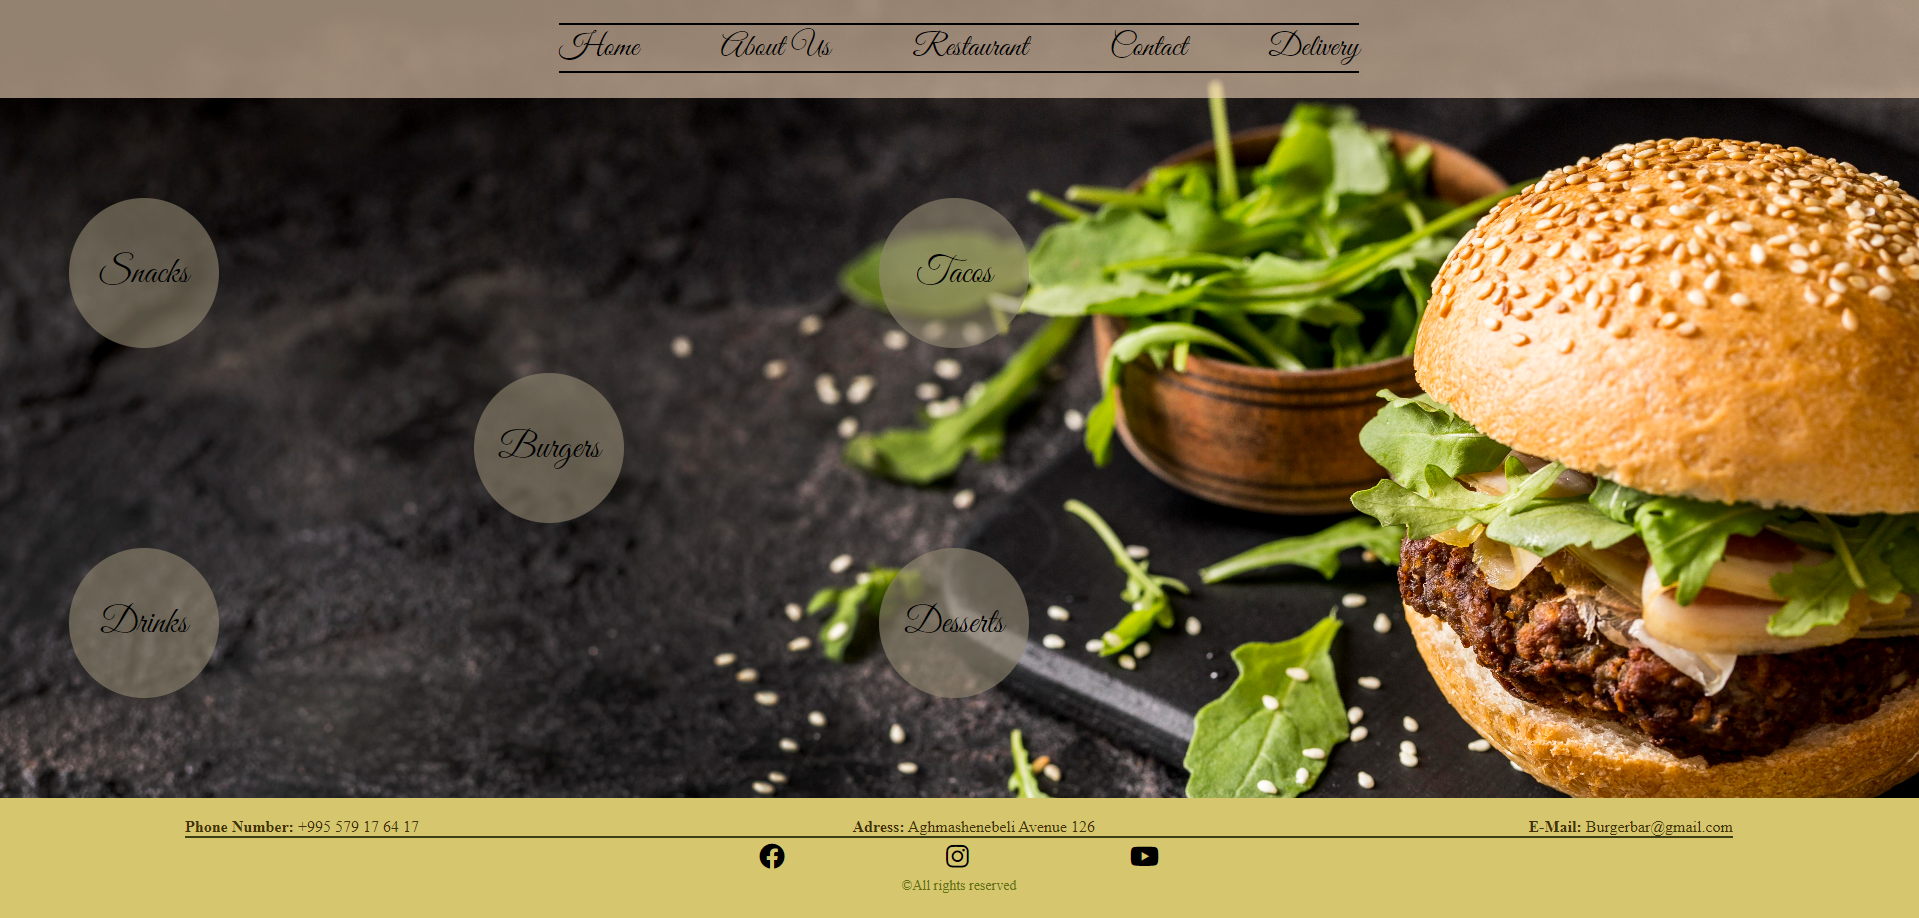 Home About Us Restaurant Contact Delivery
Snacks
Tacos
Burgers
Drinks
Desserts
Phone Number: +995 579 17 64 17
Adress: Aghmashenebeli Avenue 126
E-Mail: Burgerbar@gmail.com
©All rights reserved